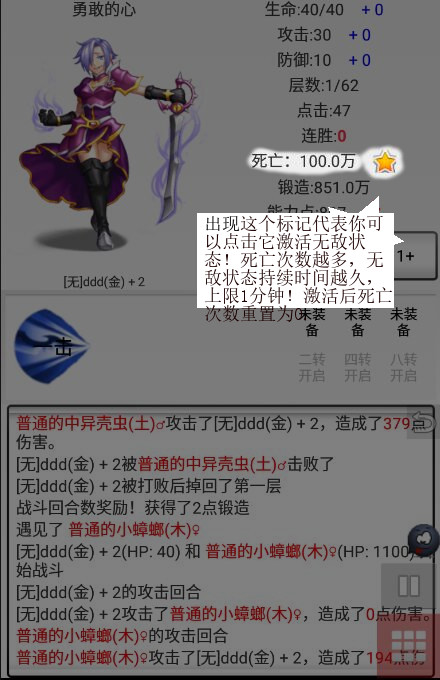 勇敢的心
生命:40/40 +0
攻击:30 +0
防御:10 +0
层数:1/62
点击:47
连胜:0
死亡：100.0万
锻造:851.0万
出现这个标记代表你可
以点击它激活无敌状
态！死亡次数越多，无
敌状态持续时间越久，
上限1分钟！激活后死亡
次数重置为0
1+
[无]ddd(金)＋2
一击
未装备
未装备
未装备
二转开启
四转开启
八转开启
普通的中异壳虫(土)♂攻击了[无]ddd(金)＋2，造成了379点
伤害。
[无]ddd(金)＋2被普通的中异壳虫(土)♂击败了
[无]ddd(金)＋2被打败后掉回了第一层
战斗回合数奖励！获得了2点锻造
遇见了 普通的小蟑螂(木)♀
[无]ddd(金)＋2(HP: 40) 和 普通的小蟑螂(木)♀(HP: 1100)
始战斗
[无]ddd(金)＋2的攻击回合
[无]ddd(金)＋2攻击了普通的小蟑螂(木)♀，造成了0点伤害。
普通的小蟑螂(木)♀的攻击回合
普通的小蟑螂(木)♀攻击了[无]ddd(金)＋2，造成了194点伤